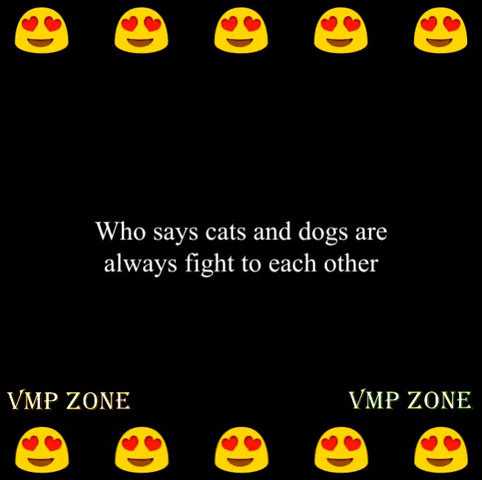 Who says cats and dogs are
always fight to each other
VMP ZONE
VMP ZONE